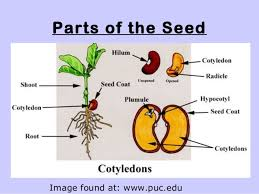 Parts of the Seed
Hilum
Cotyledon
Radicle
Unopened
Opened
Shoot
Seed Coat
Cotyledon
Root
Plumule
Hypocotyl
Seed Coat
Cotyledons
Cotyledons
Image found at: www.puc.edu